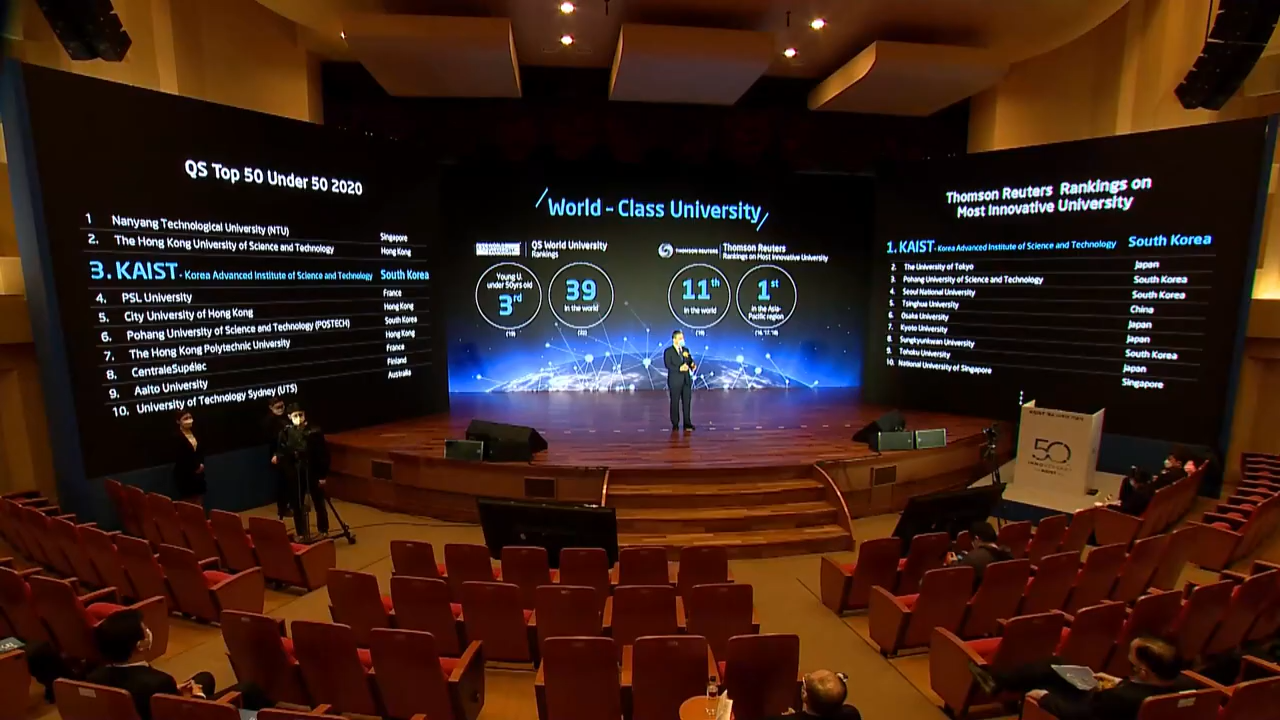 QS Top 50 Under 50 2020
1 Nanyang Technological University (NTU) Singapore
2. The Hong Kong University of Science and Technology Hong Kong
3. KAIST - Korea Advanced Institute of Science and Technology South Korea
4. PSL University France
5. City University of Hong Kong Hong Kong
6. Pohang University of Science and Technology (POSTECH) South Korea
7. The Hong Kong Polytechnic University Hong Kong
8. CentraleSupélec France
9. Aalto University Finland
10. University of Technology Sydney (UTS) Australia
World - Class University
QS World University
Rankings
THOMSON REUTERS
Thomson Reuters
Rankings on Most Innovative University
Young U.
under 50yrs old
3rd
('19)
39
in the world
11th
in the world
1st
in the Asia-
Pacific region
Thomson Reuters Rankings on
Most Innovative University
1. KAIST - Korea Advanced Institute of Science and Technology South Korea
2. The University of Tokyo Japan
3. Pohang University of Science and Technology South Korea
4. Seoul National University South Korea
5. Tsinghua University China
6. Osaka University Japan
7. Kyoto University Japan
8. Sungkyunkwan University South Korea
9. Tohoku University Japan
10. National University of Singapore Singapore
50